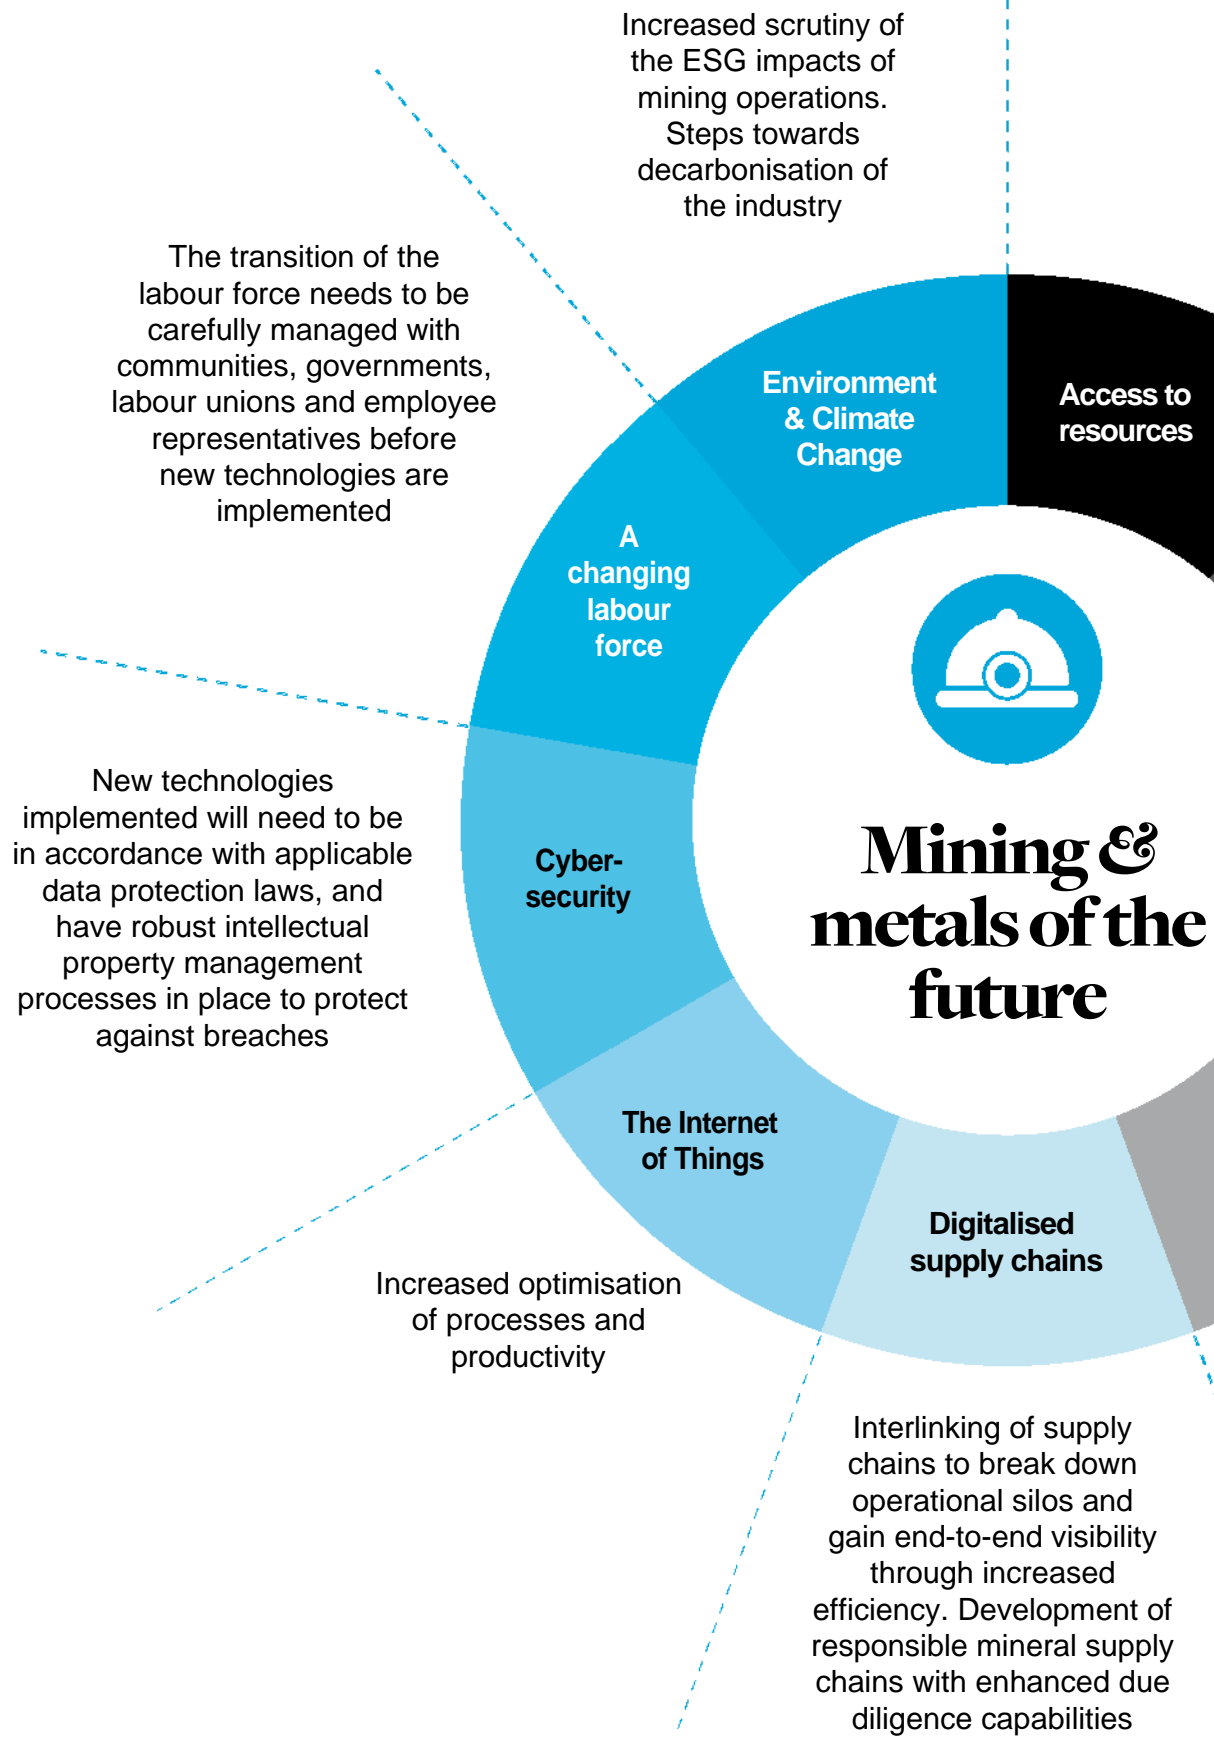 Increased scrutiny of
the ESG impacts of
mining operations.
Steps towards
decarbonisation of
the industry
The transition of the
labour force needs to be
carefully managed with
communities, governments,
labour unions and employee
representatives before
new technologies are
implemented
Environment
& Climate
Change
Access to
resources
A
changing
labour
force
New technologies
implemented will need to be
in accordance with applicable
data protection laws, and
have robust intellectual
property management
processes in place to protect
against breaches
Cyber-
security
Mining &
metals of the
future
The Internet
of Things
Digitalised
supply chains
Increased optimisation
of processes and
productivity
Interlinking of supply
chains to break down
operational silos and
gain end-to-end visibility
through increased
efficiency. Development of
responsible mineral supply
chains with enhanced due
diligence capabilities